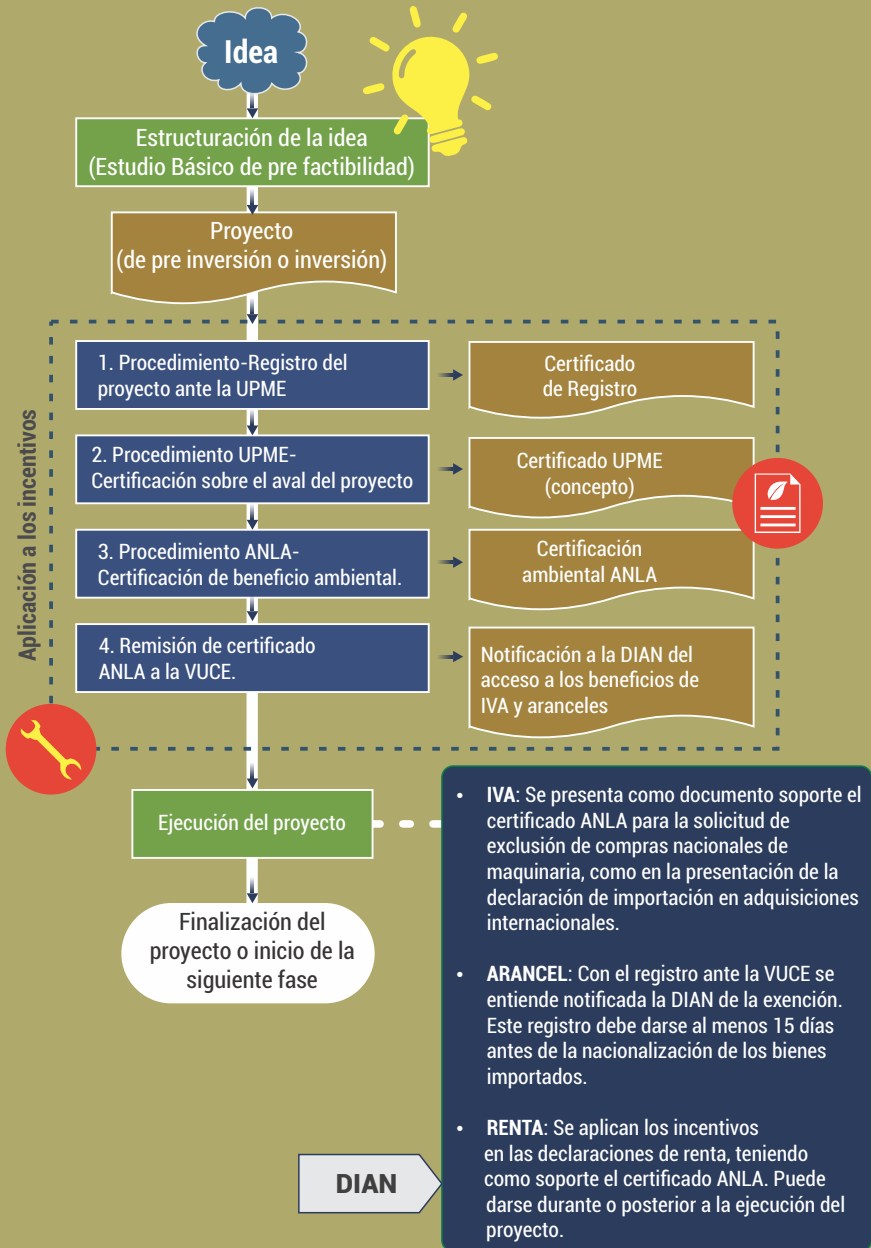 Idea
Estructuración de la idea
(Estudio Básico de pre factibilidad)
Proyecto
(de pre inversión o inversión)
Aplicación a los incentivos
1. Procedimiento-Registro del
proyecto ante la UPME
Certificado
de Registro
2. Procedimiento UPME-
Certificación sobre el aval del proyecto
Certificado UPME
(concepto)
3. Procedimiento ANLA-
Certificación de beneficio ambiental.
Certificación
ambiental ANLA
4. Remisión de certificado
ANLA a la VUCE.
Notificación a la DIAN del
acceso a los beneficios de
IVA y aranceles
Ejecución del proyecto
Finalización del
proyecto o inicio de la
siguiente fase
• IVA: Se presenta como documento soporte el
certificado ANLA para la solicitud de
exclusión de compras nacionales de
maquinaria, como en la presentación de la
declaración de importación en adquisiciones
internacionales.
• ARANCEL: Con el registro ante la VUCE se
entiende notificada la DIAN de la exención.
Este registro debe darse al menos 15 días
antes de la nacionalización de los bienes
importados.
• RENTA: Se aplican los incentivos
en las declaraciones de renta, teniendo
como soporte el certificado ANLA. Puede
darse durante o posterior a la ejecución del
proyecto.
DIAN